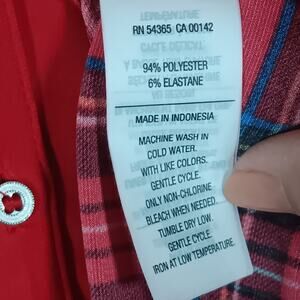 RN 54365 CA 00142
94% POLYESTER
6% ELASTANE
MADE IN INDONESIA
MACHINE WASH IN
COLD WATER.
WITH LIKE COLORS.
GENTLE CYCLE.
ONLY NON-CHLORINE
BLEACH WHEN NEEDED.
TUMBLE DRY LOW.
GENTLE CYCLE.
IRON AT LOW TEMPERATURE.